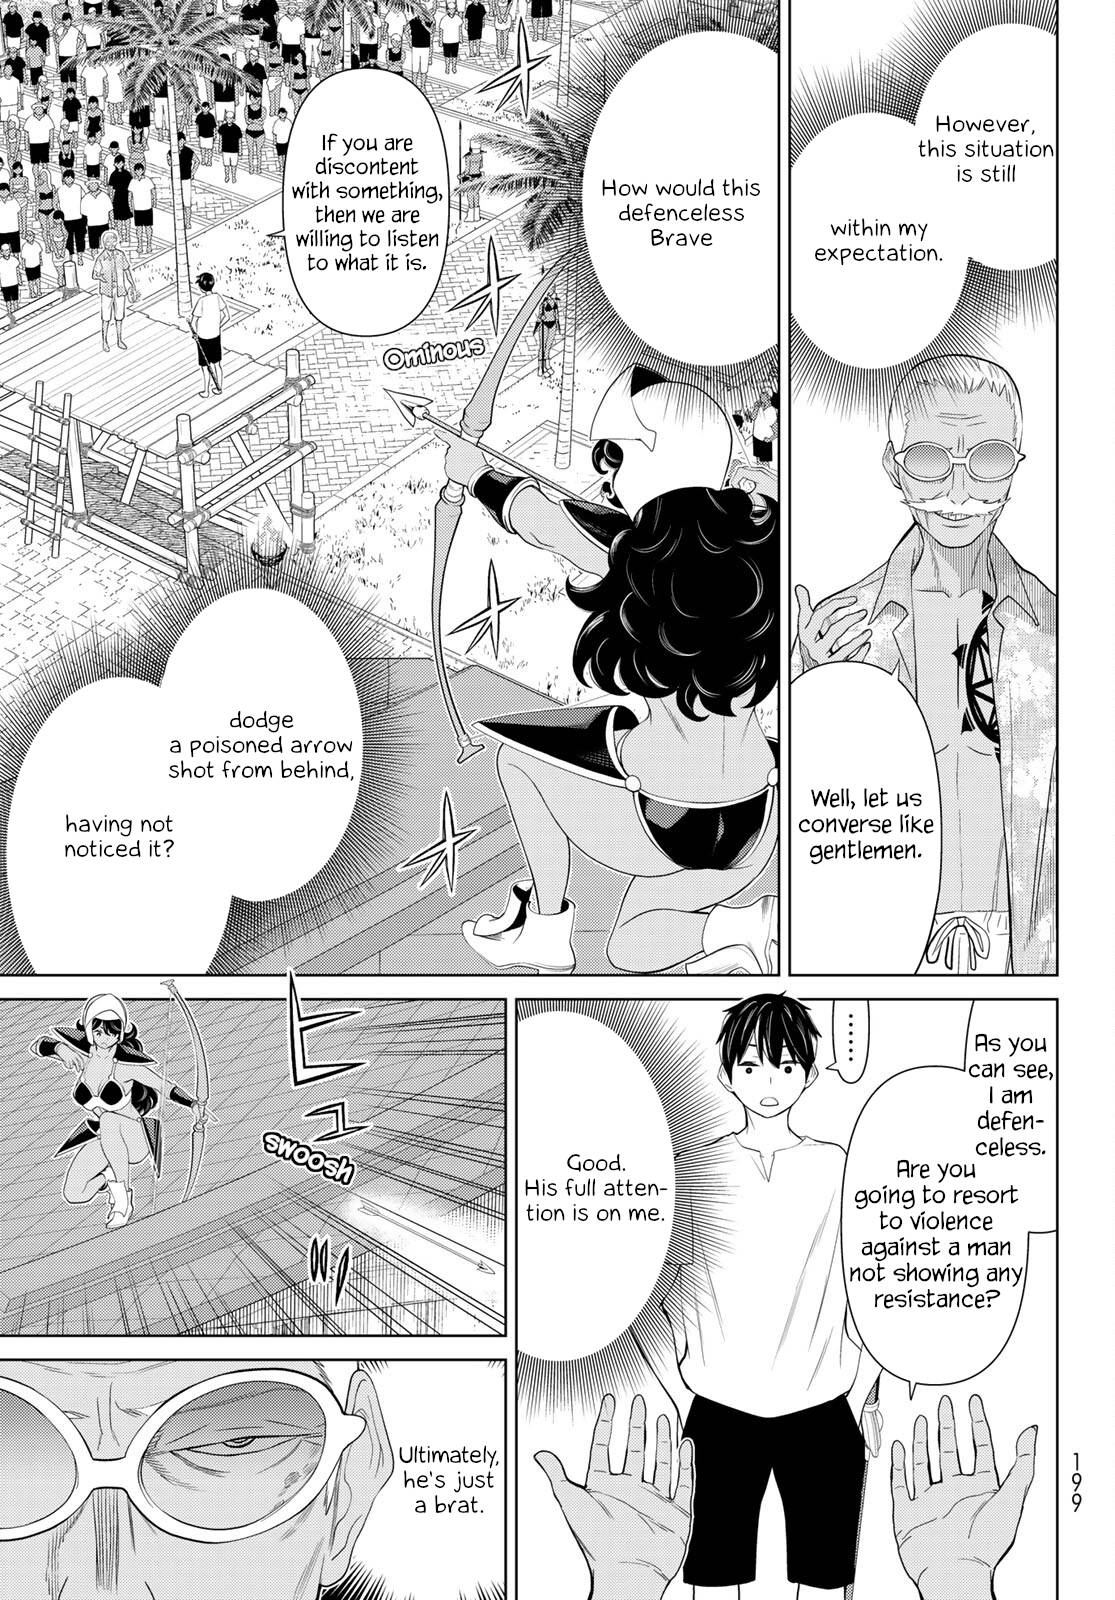 However,
this situation
is still
within my
expectation.
Well, let us
converse like
gentlemen.
How would this
defenceless
Brave
If you are
discontent
with something,
then we are
willing to listen
to what it is.
Ominous
dodge
a poisoned arrow
shot from behind,
having not
noticed it?
As you
can see,
I am
defen-
celess.
Are you
going to resort
to violence
against a man
not showing any
resistance?
Good.
His full atten-
tion is on me.
ヒュン
swoosh
Ultimately,
he's just
a brat.
199